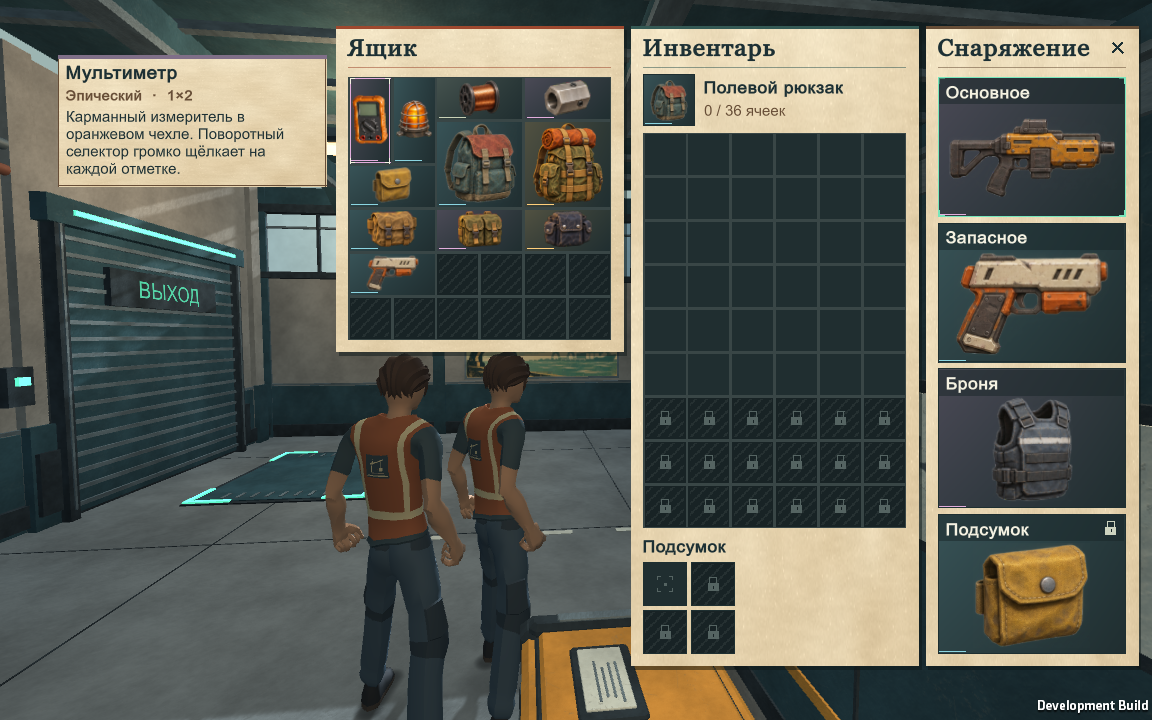 Мультиметр
Эпический · 1×2
Карманный измеритель в
оранжевом чехле. Поворотный
селектор громко щёлкает на
каждой отметке.
ВЫХОД
Ящик
Инвентарь
Полевой рюкзак
0 / 36 ячеек
Подсумок
Снаряжение
Основное
Запасное
Броня
Подсумок
Development Build